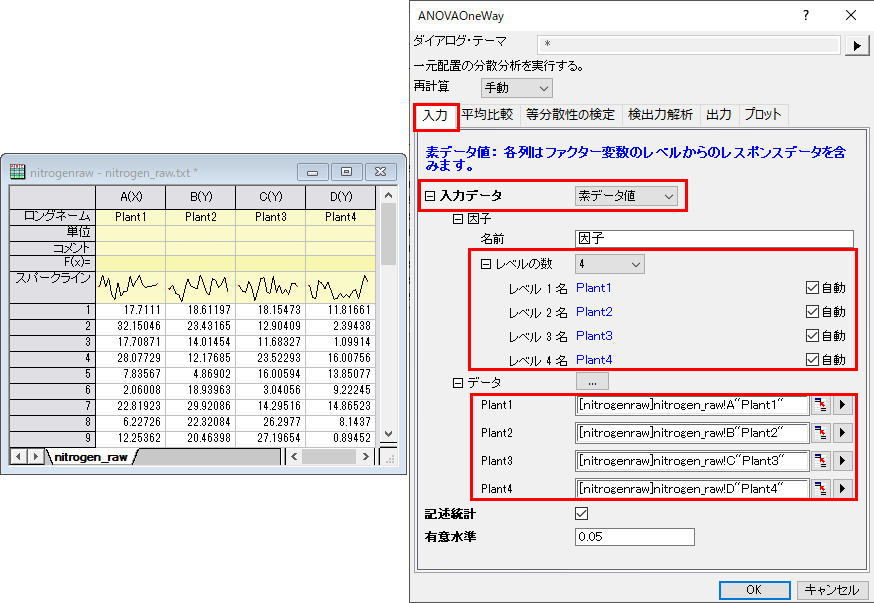 nitrogenraw - nitrogen_raw.txt *
A(X) B(Y) C(Y) D(Y)
ロングネーム Plant1 Plant2 Plant3 Plant4
単位
コメント
F(x)=
スパークライン
1 17.7111 18.61197 18.15473 11.81661
2 32.15046 23.43165 12.90409 2.39438
3 17.70871 14.01454 11.68327 1.09914
4 28.07729 12.17685 23.52293 16.00756
5 7.83567 4.86902 16.00594 13.85077
6 2.06008 18.93963 3.04056 9.22245
7 22.81923 29.92086 14.29516 14.86523
8 6.22726 22.32084 26.2977 8.1437
9 12.25362 20.46398 27.19654 0.89452
nitrogen_raw
ANOVAOneWay ?
ダイアログ・テーマ *
一元配置の分散分析を実行する。
再計算 手動
入力 平均比較 等分散性の検定 検出力解析 出力 プロット
素データ値: 各列はファクター変数のレベルからのレスポンスデータを含
みます。
入力データ 素データ値
因子
名前 因子
レベルの数 4
レベル 1 名 Plant1 自動
レベル 2 名 Plant2 自動
レベル 3 名 Plant3 自動
レベル 4 名 Plant4 自動
データ ...
Plant1 [nitrogenraw]nitrogen_raw!A"Plant1"
Plant2 [nitrogenraw]nitrogen_raw!B"Plant2"
Plant3 [nitrogenraw]nitrogen_raw!C"Plant3"
Plant4 [nitrogenraw]nitrogen_raw!D"Plant4"
記述統計
有意水準 0.05
OK キャンセル